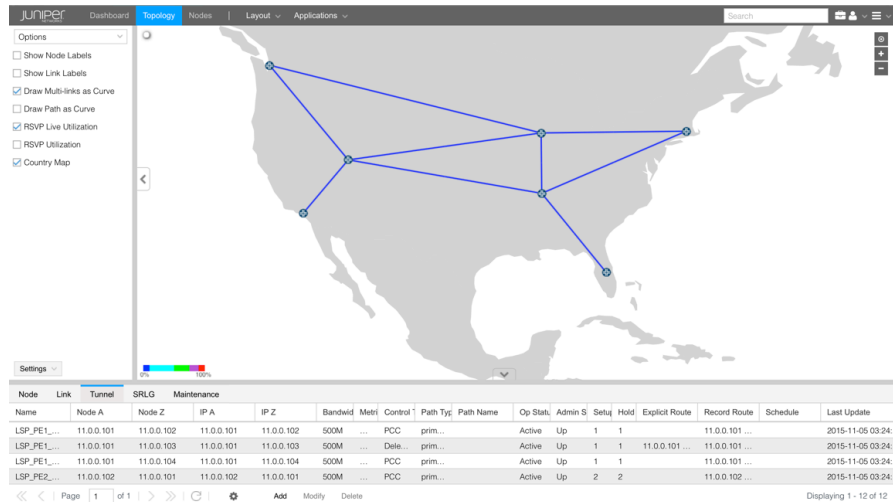 JUNIPEr
NETWORKS
Dashboard Topology Nodes | Layout Applications Search
Options
Show Node Labels
Show Link Labels
Draw Multi-links as Curve
Draw Path as Curve
RSVP Live Utilization
RSVP Utilization
Country Map
Settings
0% 100%
Node Link Tunnel SRLG Maintenance
Name Node A Node Z IP A IP Z Bandwid Metri Control T Path Typ Path Name Op Statu Admin S Setup Hold Explicit Route Record Route Schedule Last Update
LSP_PE1_... 11.0.0.101 11.0.0.102 11.0.0.101 11.0.0.102 500M ... PCC prim... Active Up 1 1 11.0.0.101 ... 2015-11-05 03:24:
LSP_PE1_... 11.0.0.101 11.0.0.103 11.0.0.101 11.0.0.103 500M ... Dele... prim... Active Up 1 1 11.0.0.101 ... 11.0.0.101 ... 2015-11-05 03:24:
LSP_PE1_... 11.0.0.101 11.0.0.104 11.0.0.101 11.0.0.104 500M ... PCC prim... Active Up 1 1 11.0.0.101 ... 2015-11-05 03:24:
LSP_PE2_... 11.0.0.102 11.0.0.101 11.0.0.102 11.0.0.101 500M ... PCC prim... Active Up 2 2 11.0.0.102 ... 2015-11-05 03:24:
Page 1 of 1 Add Modify Delete Displaying 1 - 12 of 12